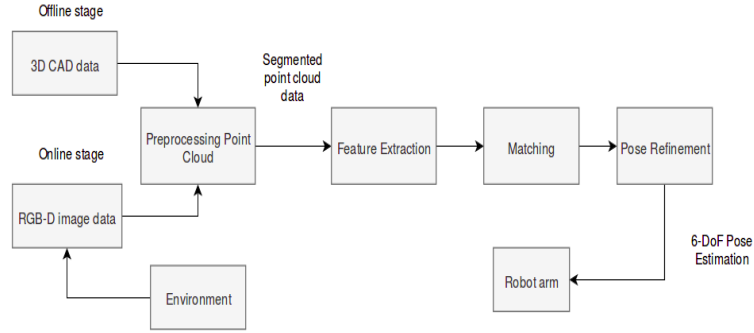 Offline stage
3D CAD data
Segmented
point cloud
data
Preprocessing Point
Cloud
Feature Extraction
Matching
Pose Refinement
Online stage
RGB-D image data
6-DoF Pose
Estimation
Robot arm
Environment